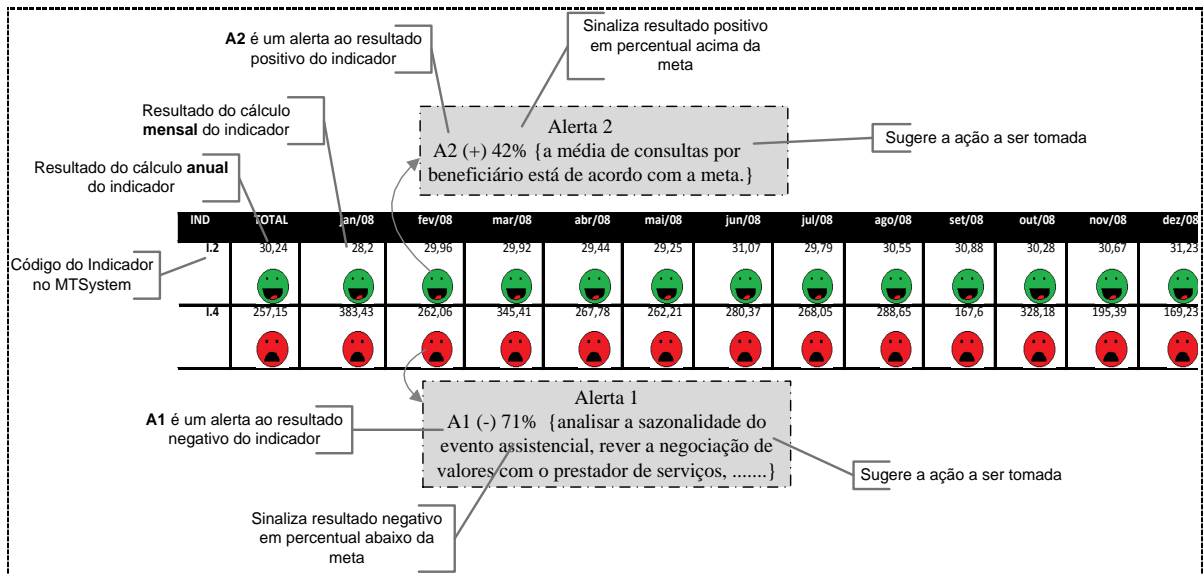 A2 é um alerta ao resultado
positivo do indicador
Sinaliza resultado positivo
em percentual acima da
meta
Resultado do cálculo
mensal do indicador
Resultado do cálculo anual
do indicador
Alerta 2
A2 (+) 42% {a média de consultas por
beneficiário está de acordo com a meta.}
Sugere a ação a ser tomada
Código do Indicador
no MTSystem
IND TOTAL jan/08 fev/08 mar/08 abr/08 mai/08 jun/08 jul/08 ago/08 set/08 out/08 nov/08 dez/08
I.2 30,24 28,2 29,96 29,92 29,44 29,25 31,07 29,79 30,55 30,88 30,28 30,67 31,23
I.4 257,15 383,43 262,06 345,41 267,78 262,21 280,37 268,05 288,65 167,6 328,18 195,39 169,23
A1 é um alerta ao resultado
negativo do indicador
Alerta 1
A1 (-) 71% {analisar a sazonalidade do
evento assistencial, rever a negociação de
valores com o prestador de serviços, .......}
Sugere a ação a ser tomada
Sinaliza resultado negativo
em percentual abaixo da
meta